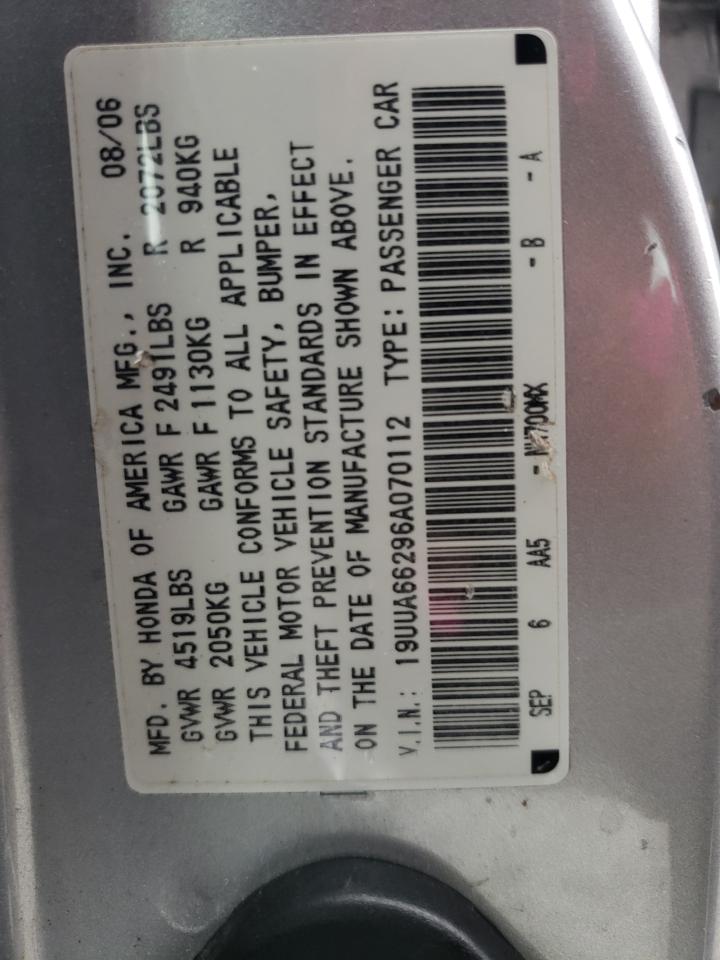 MFD. BY HONDA OF AMERICA MFG., INC. 08/06
GVWR 4519LBS GAWR F 2491LBS R 2072LBS
GVWR 2050KG GAWR F 1130KG R 940KG
THIS VEHICLE CONFORMS TO ALL APPLICABLE
FEDERAL MOTOR VEHICLE SAFETY, BUMPER,
AND THEFT PREVENTION STANDARDS IN EFFECT
ON THE DATE OF MANUFACTURE SHOWN ABOVE.
V.I.N.: 19UUA66296A070112 TYPE: PASSENGER CAR
SEP 6 AA5 - - B - A